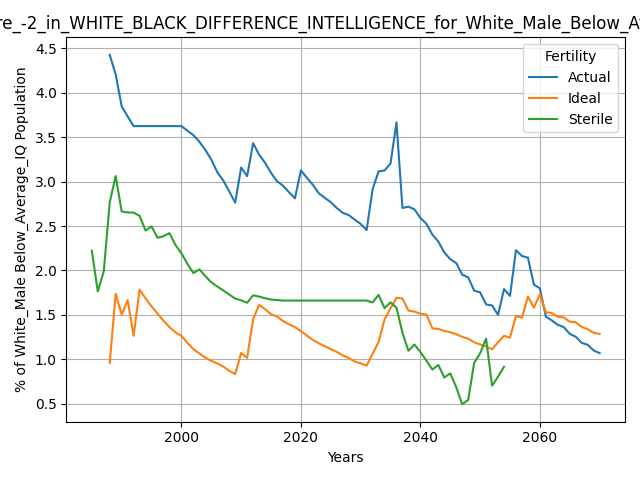 re_-2_in_WHITE_BLACK_DIFFERENCE_INTELLIGENCE_for_White_Male_Below_A
% of White_Male Below_Average_IQ Population
4.5
4.0
3.5
3.0
2.5
2.0
1.5
1.0
0.5
Fertility
Actual
Ideal
Sterile
2000
2020
2040
2060
Years